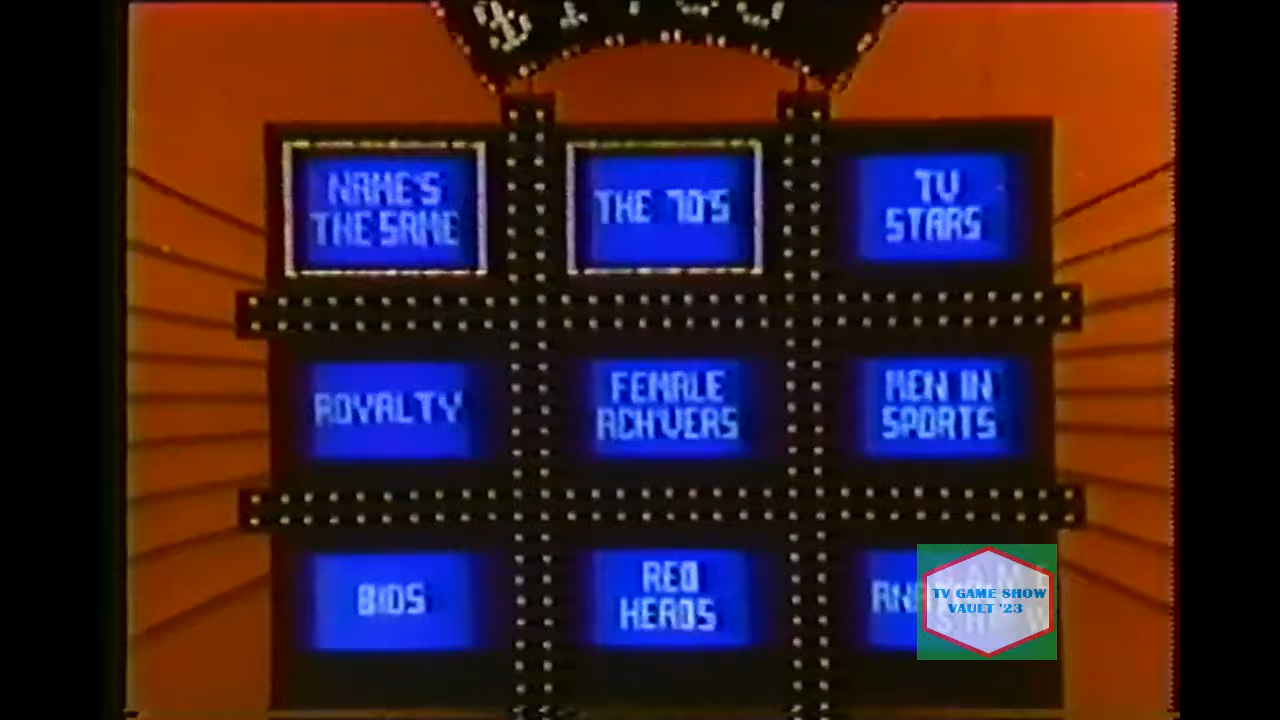 NAME'S
THE SAME
THE 70'S
TV
STARS
ROYALTY
FEMALE
ACH'VERS
MEN IN
SPORTS
BIOS
RED
HEADS
TV GAME SHOW
VAULT '23